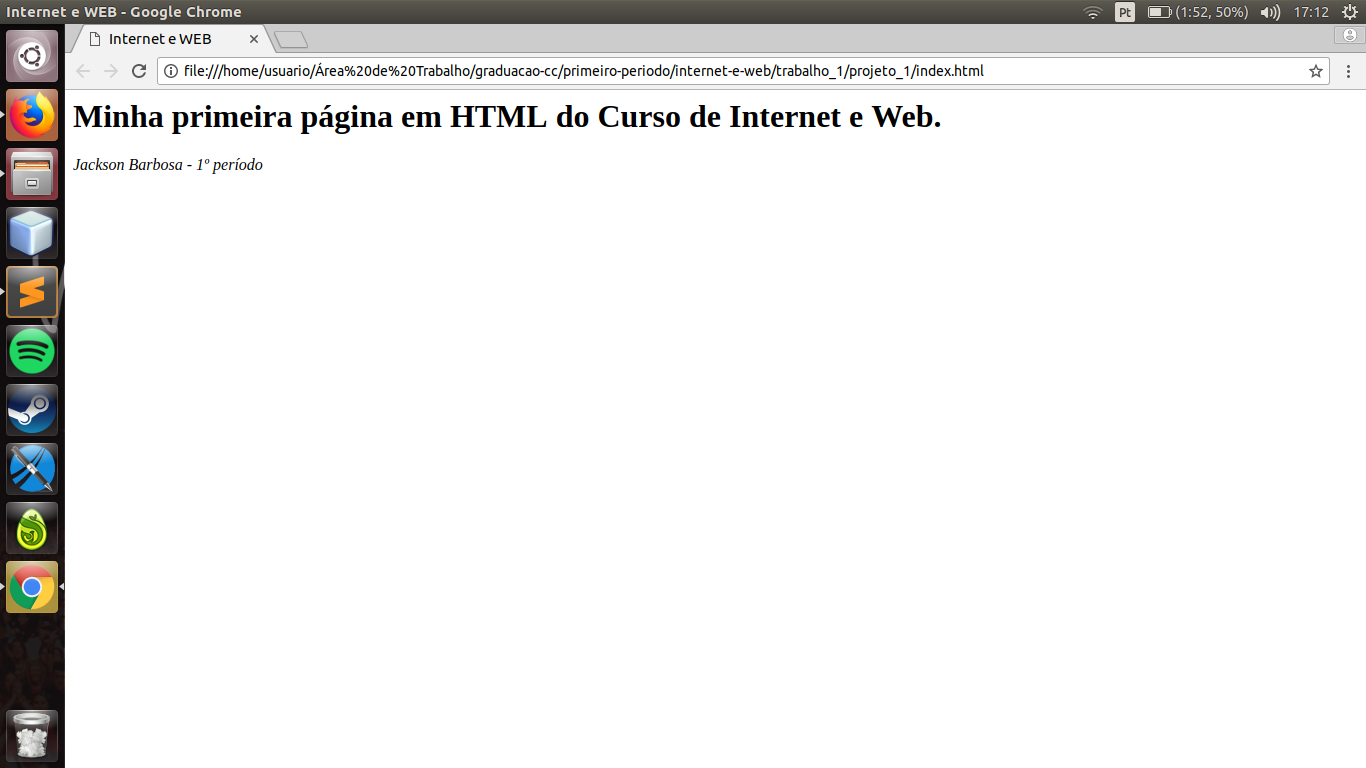 Internet e WEB - Google Chrome
Pt
(1:52, 50%)
17:12
Internet e WEB
file:///home/usuario/Área%20de%20Trabalho/graduacao-cc/primeiro-periodo/internet-e-web/trabalho_1/projeto_1/index.html
Minha primeira página em HTML do Curso de Internet e Web.
Jackson Barbosa - 1º período